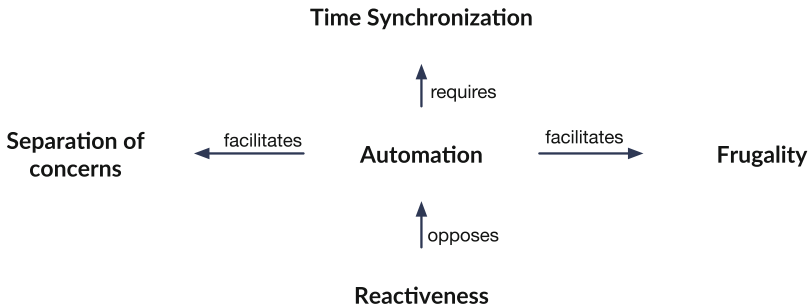 Time Synchronization
requires
Separation of
concerns
facilitates
Automation
facilitates
Frugality
opposes
Reactiveness